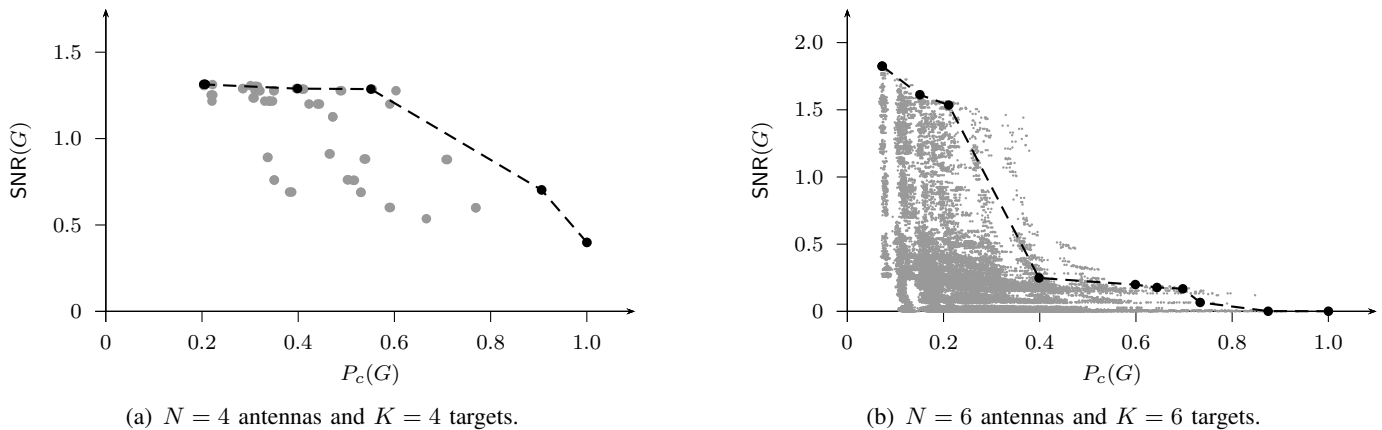 SNR(G)
1.5
1.0
0.5
0
0 0.2 0.4 0.6 0.8 1.0
P_c(G)
(a) N = 4 antennas and K = 4 targets.
SNR(G)
2.0
1.5
1.0
0.5
0
0 0.2 0.4 0.6 0.8 1.0
P_c(G)
(b) N = 6 antennas and K = 6 targets.